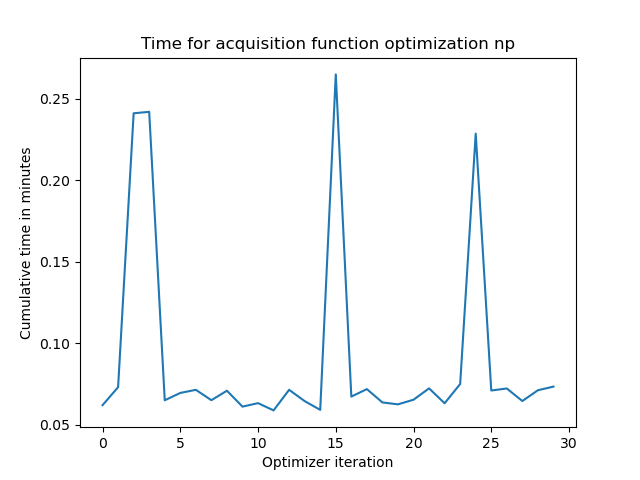 Time for acquisition function optimization np
Cumulative time in minutes
0.25
0.20
0.15
0.10
0.05
0 5 10 15 20 25 30
Optimizer iteration